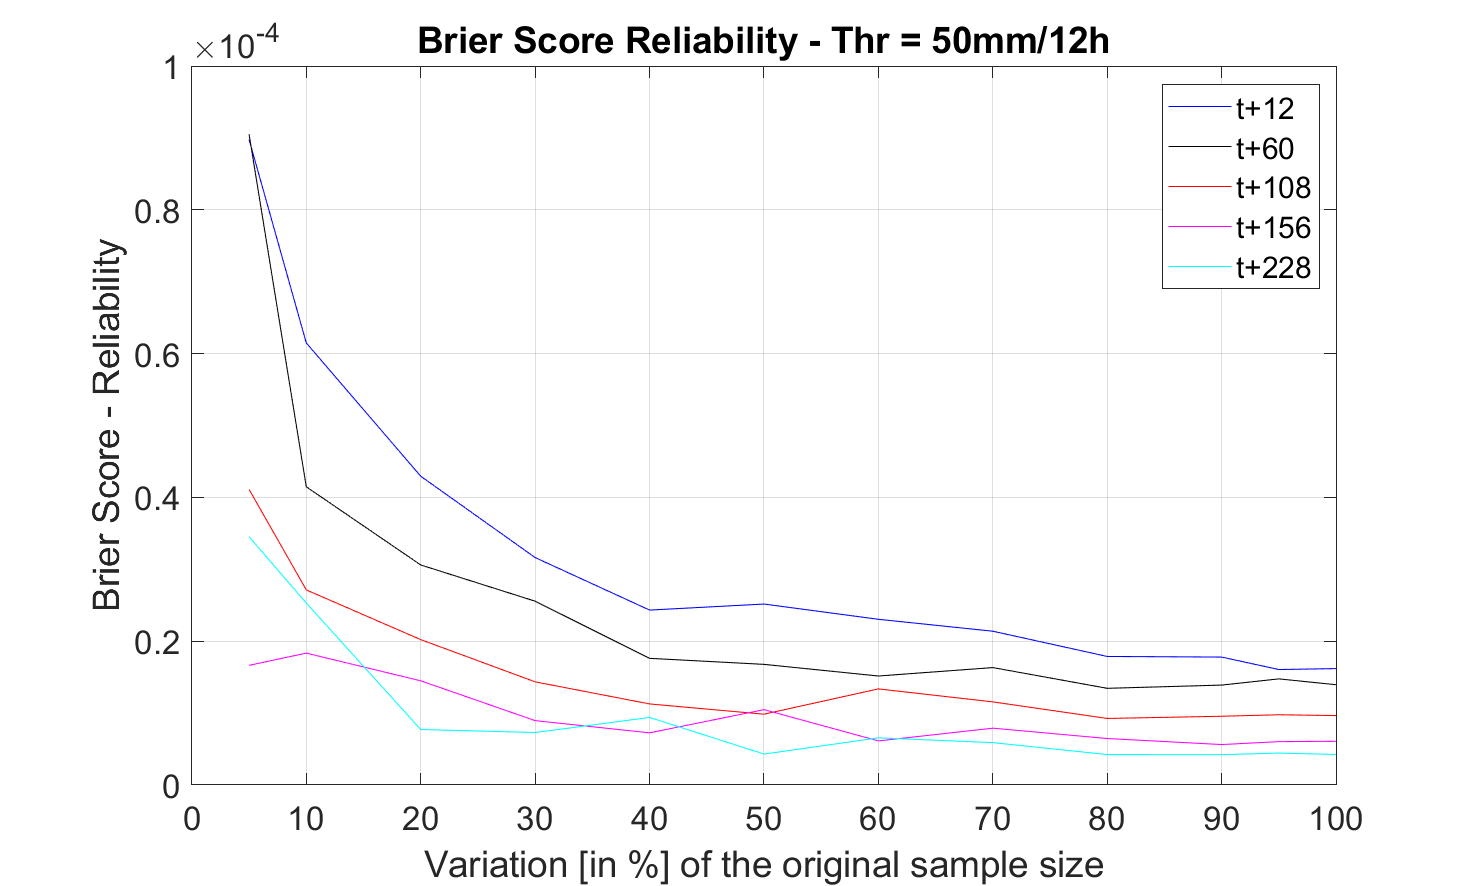 Brier Score Reliability - Thr = 50mm/12h
×10-4
1
0.8
0.6
0.4
0.2
0
Brier Score - Reliability
t+12
t+60
t+108
t+156
t+228
0 10 20 30 40 50 60 70 80 90 100
Variation [in %] of the original sample size